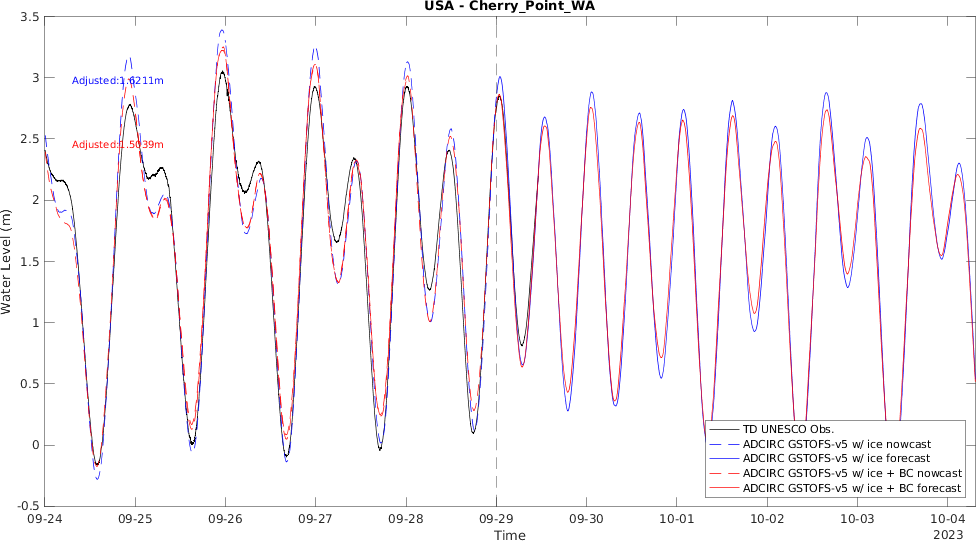 USA - Cherry_Point_WA
3.5
3
2.5
2
1.5
1
0.5
0
-0.5
Water Level (m)
Adjusted:1.6211m
Adjusted:1.5039m
TD UNESCO Obs.
ADCIRC GSTOFS-v5 w/ ice nowcast
ADCIRC GSTOFS-v5 w/ ice forecast
ADCIRC GSTOFS-v5 w/ ice + BC nowcast
ADCIRC GSTOFS-v5 w/ ice + BC forecast
09-24 09-25 09-26 09-27 09-28 09-29 09-30 10-01 10-02 10-03 10-04
Time
2023